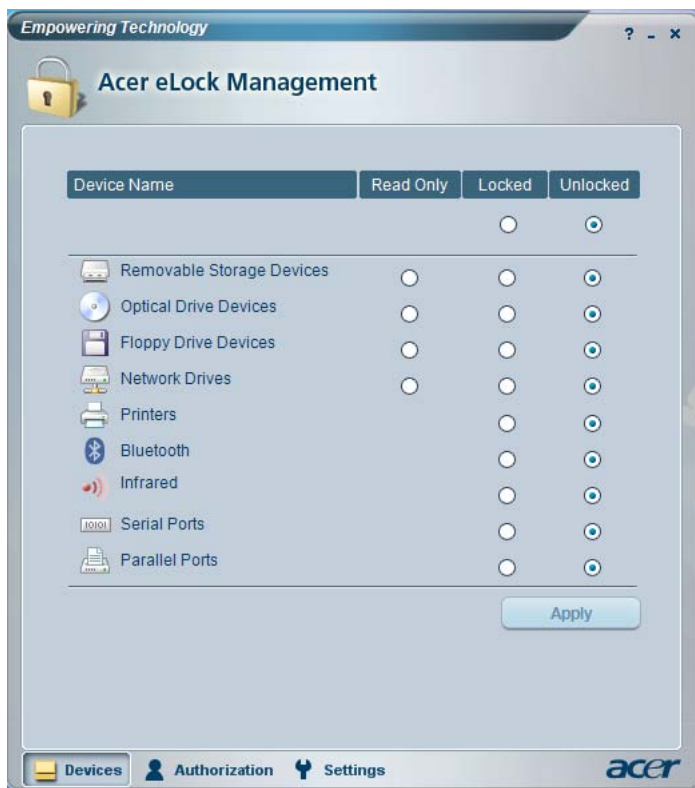 Empowering Technology
? - x
Acer eLock Management
Device Name Read Only Locked Unlocked
Removable Storage Devices
Optical Drive Devices
Floppy Drive Devices
Network Drives
Printers
Bluetooth
Infrared
10101 Serial Ports
Parallel Ports
Apply
Devices Authorization Settings acer